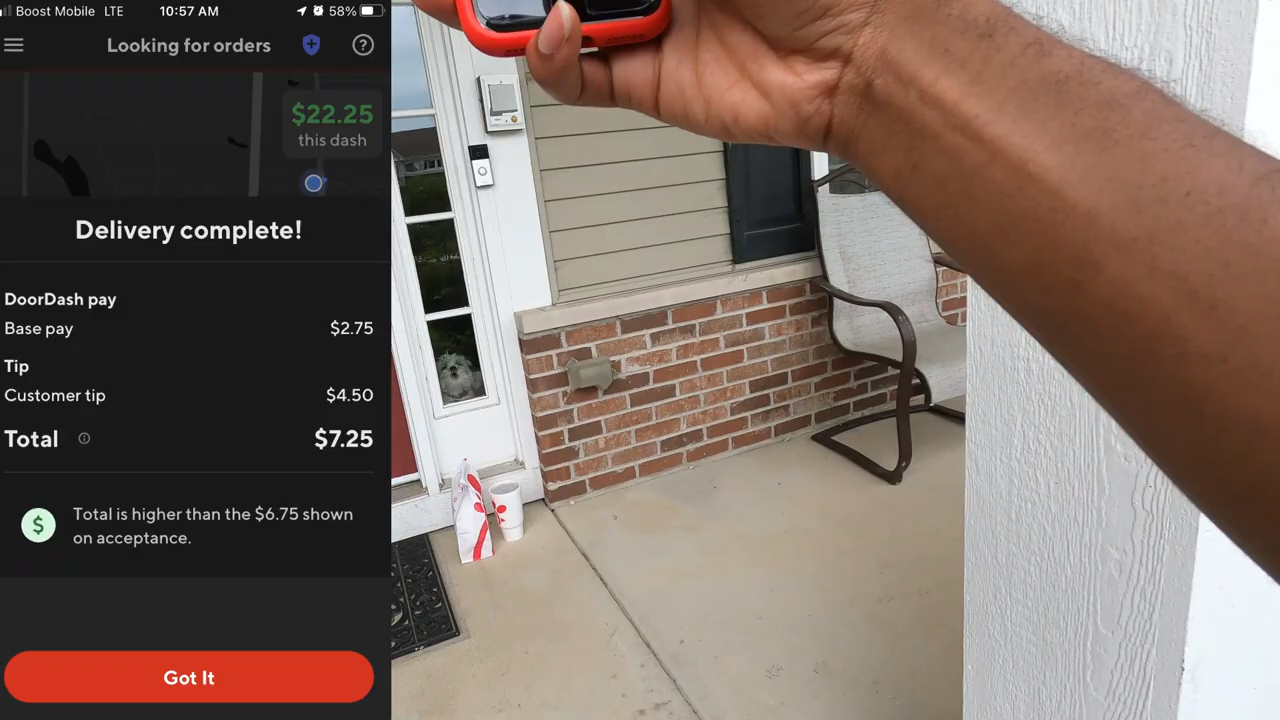 Boost Mobile LTE 10:57 AM 58%
Looking for orders
?
$22.25
this dash
Delivery complete!
DoorDash pay
Base pay $2.75
Tip
Customer tip $4.50
Total $7.25
$ Total is higher than the $6.75 shown
on acceptance.
Got It